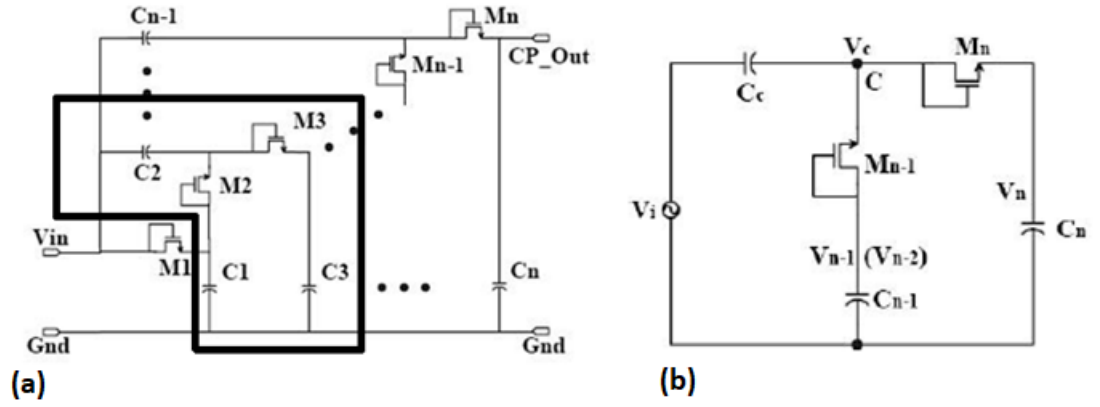 Cn-1
Mn
CP_Out
Mn-1
M3
C2
M2
Vin
M1
C1
C3
Cn
Gnd
Gnd
(a)
Vc
Mn
Cc
C
Mn-1
Vi
Vn
Cn
Vn-1 (Vn-2)
Cn-1
(b)